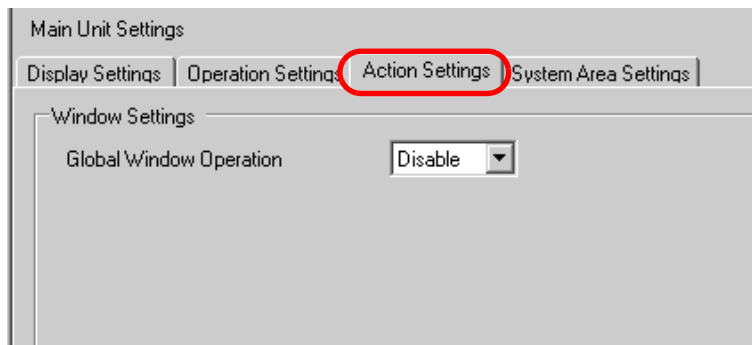 Main Unit Settings
Display Settings Operation Settings Action Settings System Area Settings
Window Settings
Global Window Operation Disable